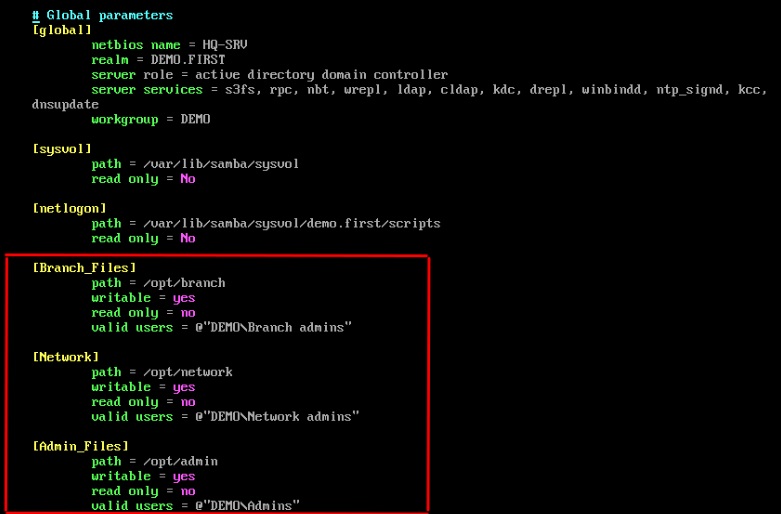 # Global parameters
[global]
netbios name = HQ-SRV
realm = DEMO.FIRST
server role = active directory domain controller
server services = s3fs, rpc, nbt, wrepl, ldap, cldap, kdc, drepl, winbindd, ntp_signd, kcc,
dnsupdate
workgroup = DEMO
[sysvol]
path = /var/lib/samba/sysvol
read only = No
[netlogon]
path = /var/lib/samba/sysvol/demo.first/scripts
read only = No
[Branch_Files]
path = /opt/branch
writable = yes
read only = no
valid users = @"DEMO\Branch admins"
[Network]
path = /opt/network
writable = yes
read only = no
valid users = @"DEMO\Network admins"
[Admin_Files]
path = /opt/admin
writable = yes
read only = no
valid users = @"DEMO\Admins"